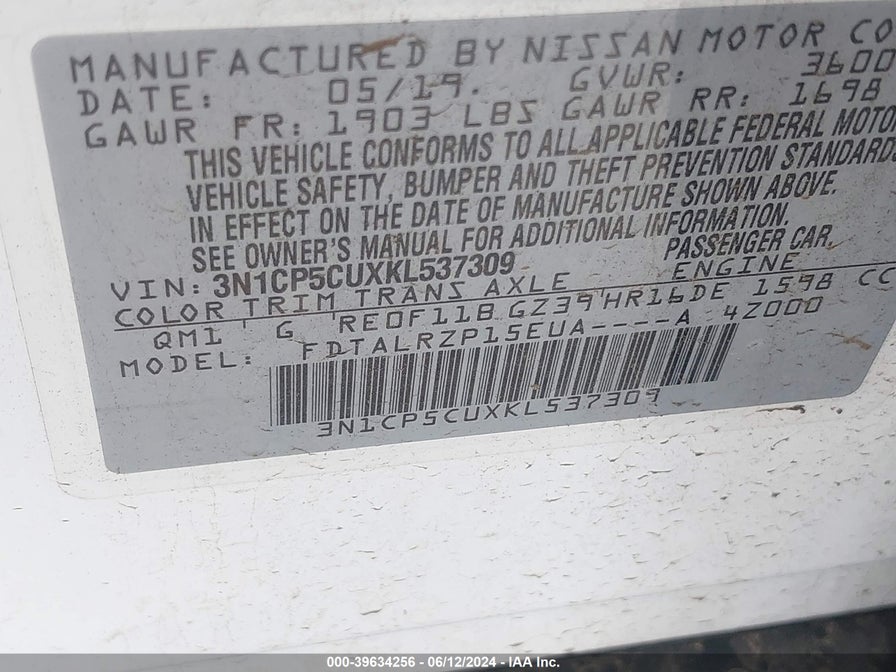 MANUFACTURED BY NISSAN MOTOR CO
DATE: 05/19. GVWR: 3600
GAWR FR: 1903 LBS GAWR RR: 1698
THIS VEHICLE CONFORMS TO ALL APPLICABLE FEDERAL MOTO
VEHICLE SAFETY, BUMPER AND THEFT PREVENTION STANDARD
IN EFFECT ON THE DATE OF MANUFACTURE SHOWN ABOVE.
SEE OWNER'S MANUAL FOR ADDITIONAL INFORMATION.
VIN: 3N1CP5CUXKL537309 PASSENGER CAR.
COLOR TRIM TRANS AXLE ENGINE
QM1 G RE0F11B GZ39 HR16DE 1598 CC
MODEL: FDTALRZP15EUA----A 4Z000
3N1CP5CUXKL537309
000-39634256 - 06/12/2024 - IAA Inc.